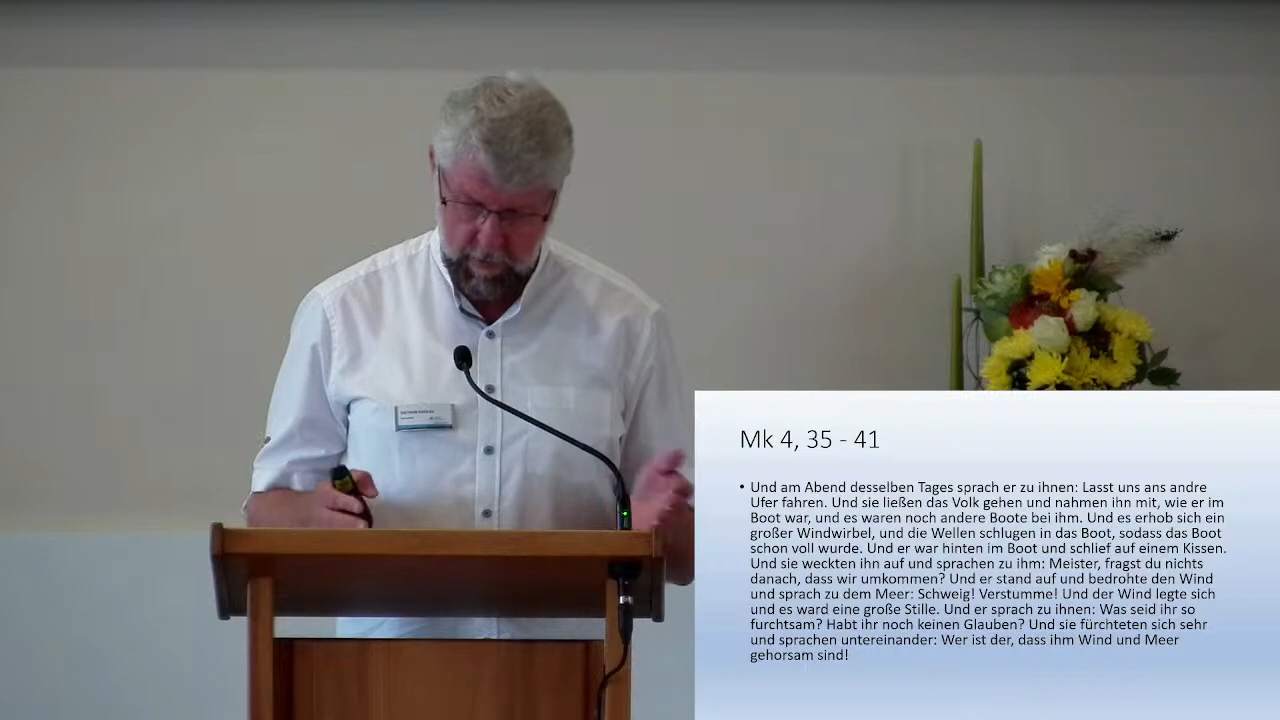 Mk 4, 35 - 41
• Und am Abend desselben Tages sprach er zu ihnen: Lasst uns ans andre
Ufer fahren. Und sie ließen das Volk gehen und nahmen ihn mit, wie er im
Boot war, und es waren noch andere Boote bei ihm. Und es erhob sich ein
großer Windwirbel, und die Wellen schlugen in das Boot, sodass das Boot
schon voll wurde. Und er war hinten im Boot und schlief auf einem Kissen.
Und sie weckten ihn auf und sprachen zu ihm: Meister, fragst du nichts
danach, dass wir umkommen? Und er stand auf und bedrohte den Wind
und sprach zu dem Meer: Schweig! Verstumme! Und der Wind legte sich
und es ward eine große Stille. Und er sprach zu ihnen: Was seid ihr so
furchtsam? Habt ihr noch keinen Glauben? Und sie fürchteten sich sehr
und sprachen untereinander: Wer ist der, dass ihm Wind und Meer
gehorsam sind!